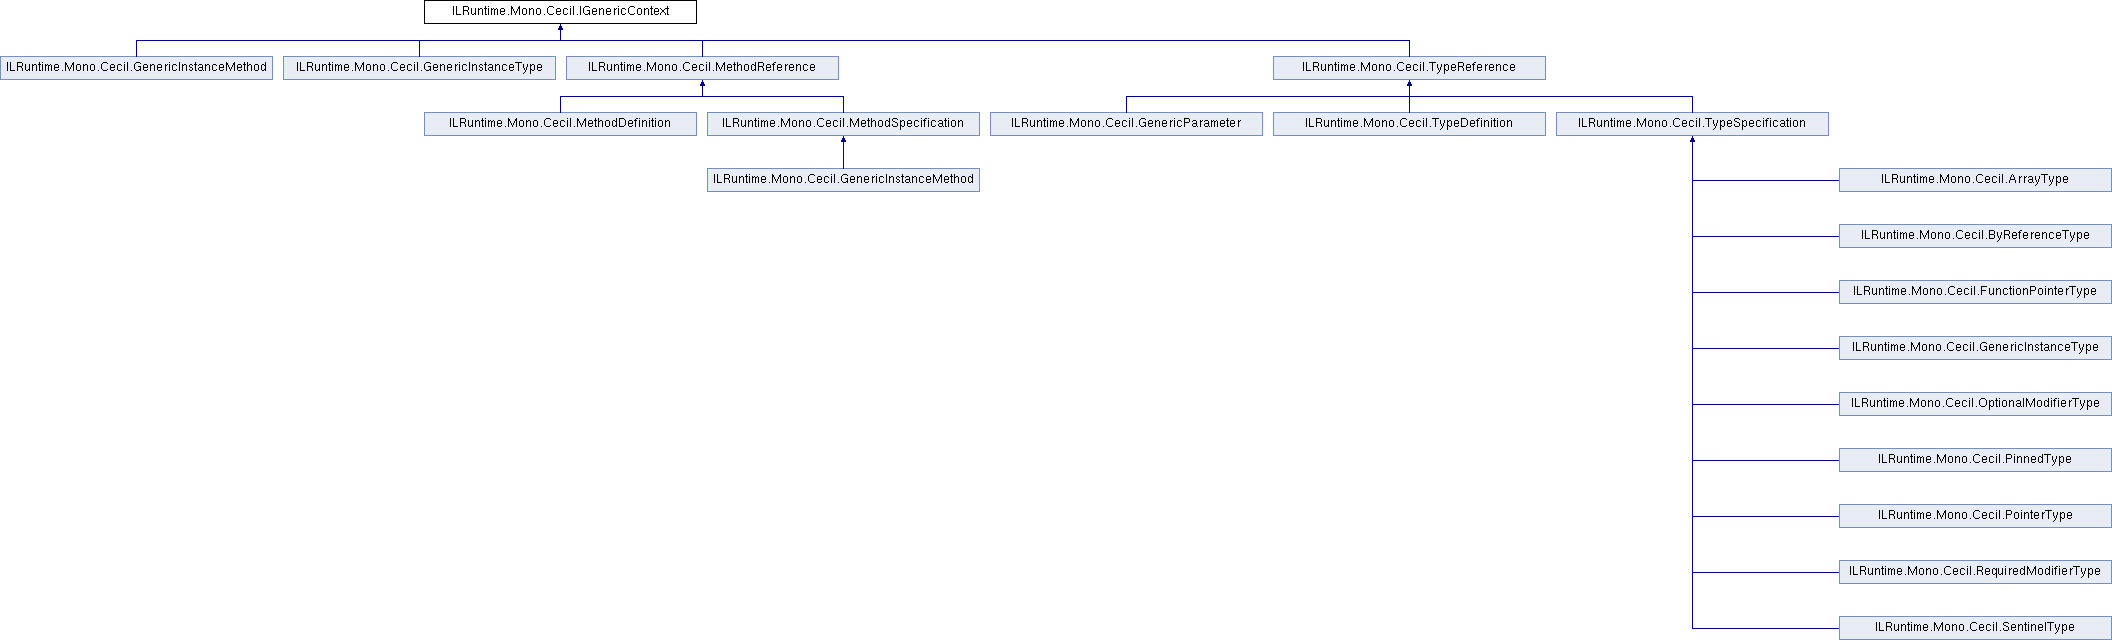 ILRuntime.Mono.Cecil.IGenericContext
ILRuntime.Mono.Cecil.GenericInstanceMethod
ILRuntime.Mono.Cecil.GenericInstanceType
ILRuntime.Mono.Cecil.MethodReference
ILRuntime.Mono.Cecil.TypeReference
ILRuntime.Mono.Cecil.MethodDefinition
ILRuntime.Mono.Cecil.MethodSpecification
ILRuntime.Mono.Cecil.GenericParameter
ILRuntime.Mono.Cecil.TypeDefinition
ILRuntime.Mono.Cecil.TypeSpecification
ILRuntime.Mono.Cecil.GenericInstanceMethod
ILRuntime.Mono.Cecil.ArrayType
ILRuntime.Mono.Cecil.ByReferenceType
ILRuntime.Mono.Cecil.FunctionPointerType
ILRuntime.Mono.Cecil.GenericInstanceType
ILRuntime.Mono.Cecil.OptionalModifierType
ILRuntime.Mono.Cecil.PinnedType
ILRuntime.Mono.Cecil.PointerType
ILRuntime.Mono.Cecil.RequiredModifierType
ILRuntime.Mono.Cecil.SentinelType